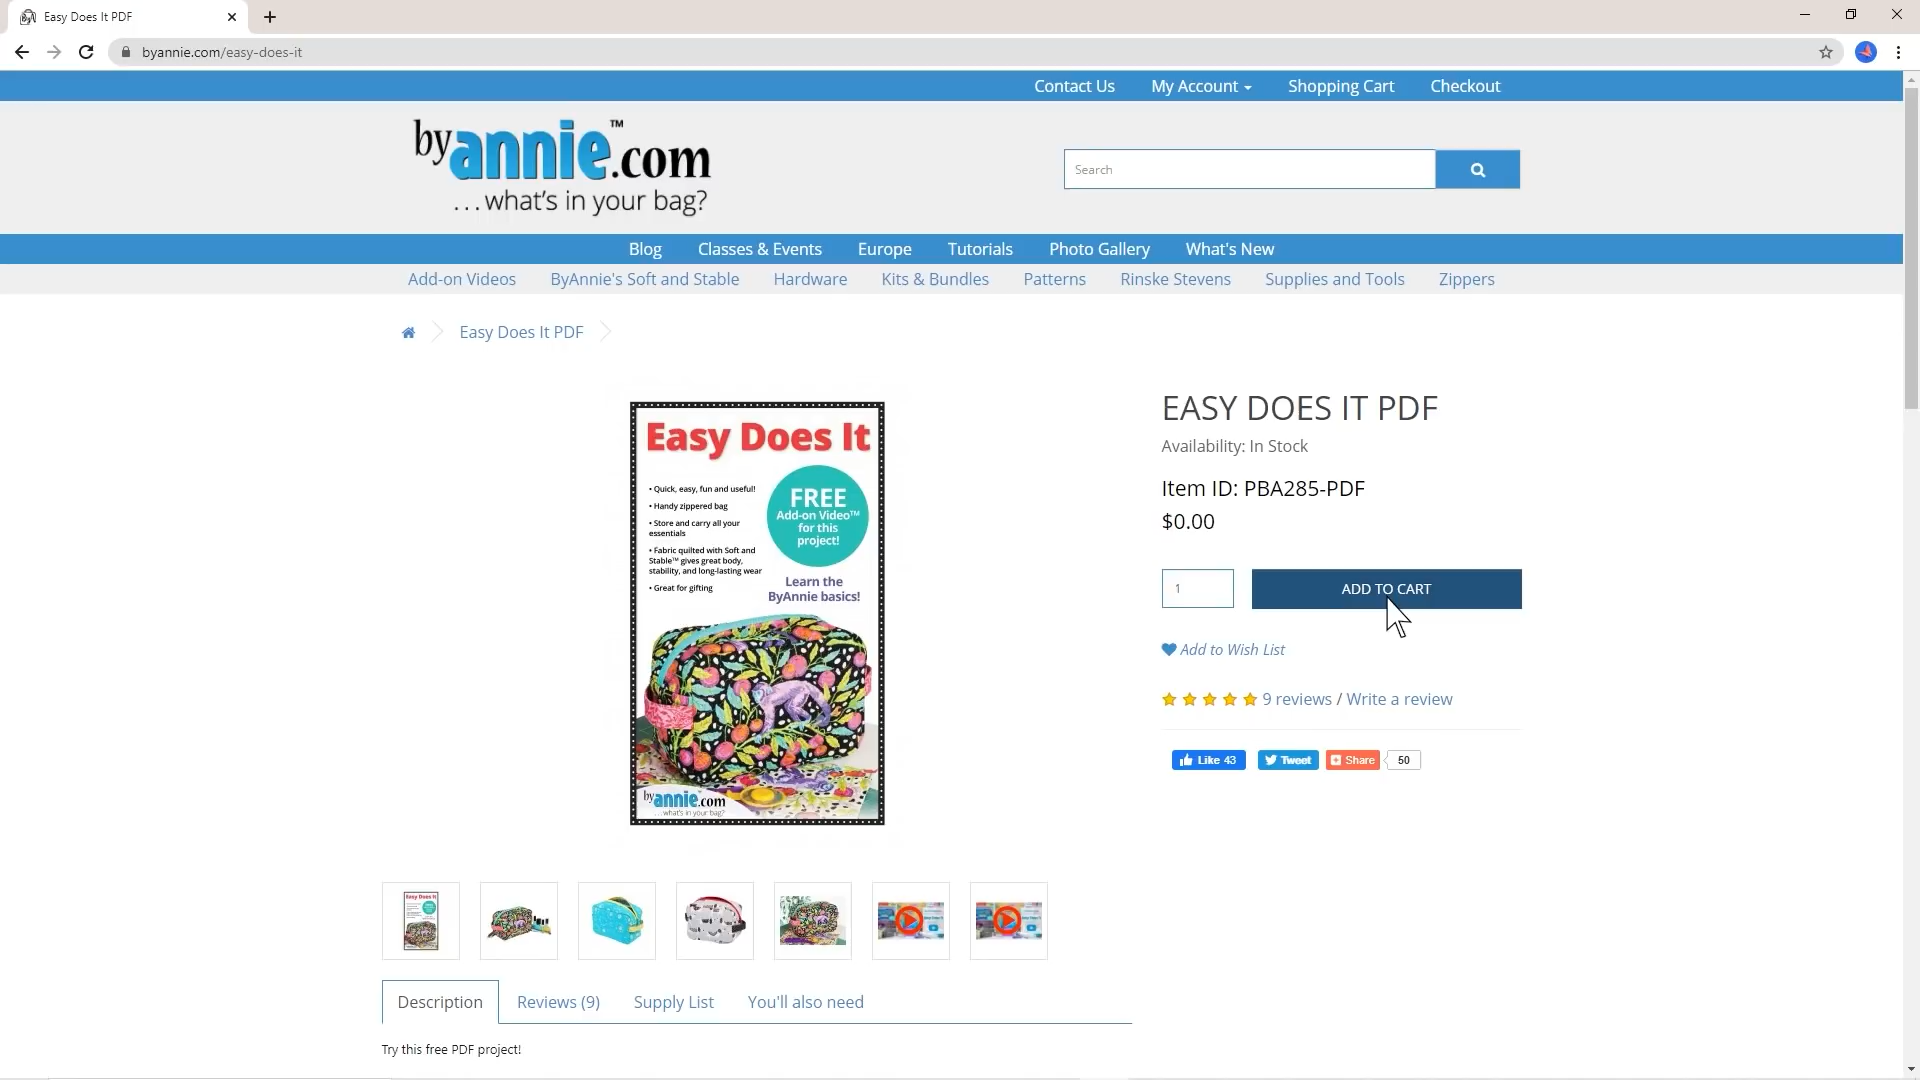 Easy Does It PDF
byannie.com/easy-does-it
Contact Us My Account Shopping Cart Checkout
byannie.com™
...what's in your bag?
Search
Blog Classes & Events Europe Tutorials Photo Gallery What's New
Add-on Videos ByAnnie's Soft and Stable Hardware Kits & Bundles Patterns Rinske Stevens Supplies and Tools Zippers
Easy Does It PDF
Easy Does It
• Quick, easy, fun and useful!
• Handy zippered bag
• Store and carry all your
essentials
• Fabric quilted with Soft and
Stable™ gives great body,
stability, and long-lasting wear
• Great for gifting
FREE
Add-on Video™
for this
project!
Learn the
ByAnnie basics!
byannie.com
...what's in your bag?
EASY DOES IT PDF
Availability: In Stock
Item ID: PBA285-PDF
$0.00
1
ADD TO CART
Add to Wish List
9 reviews / Write a review
Like 43 Tweet Share 50
Easy Does It
Description Reviews (9) Supply List You'll also need
Try this free PDF project!